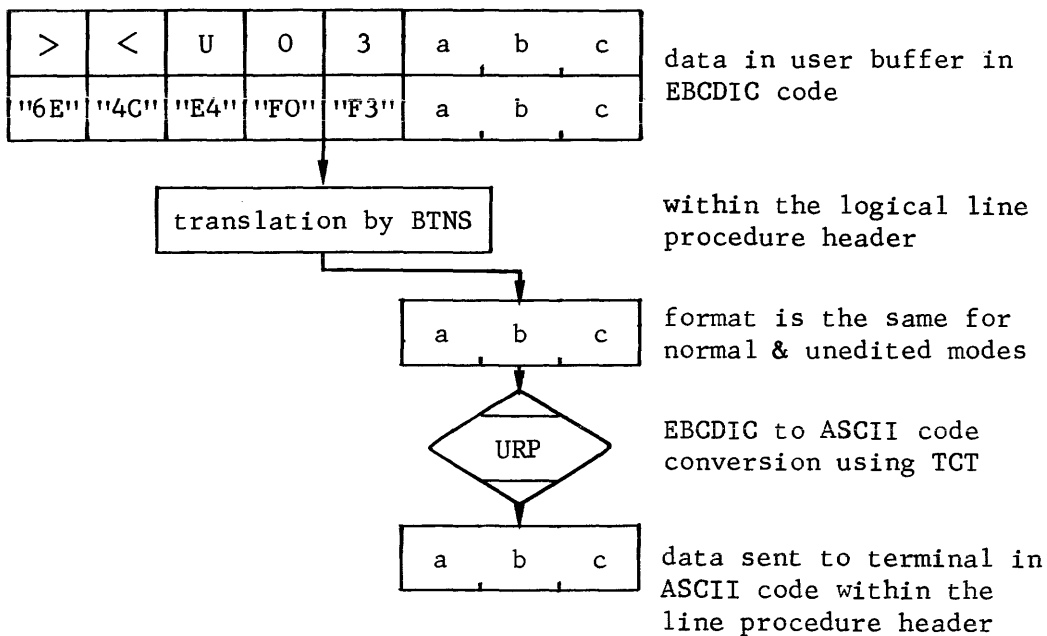 > < U 0 3 a b c
"6E" "4C" "E4" "F0" "F3" a b c
data in user buffer in
EBCDIC code
translation by BTNS
within the logical line
procedure header
a b c
format is the same for
normal & unedited modes
URP
EBCDIC to ASCII code
conversion using TCT
a b c
data sent to terminal in
ASCII code within the
line procedure header